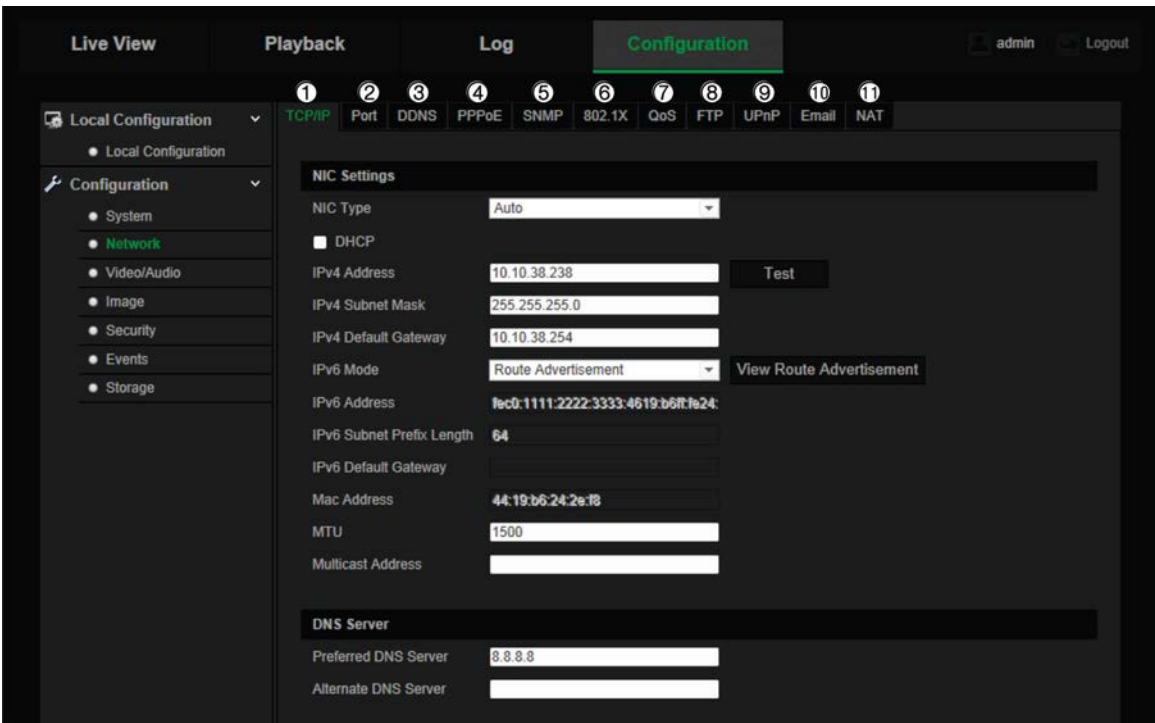 Live View Playback Log Configuration admin Logout
① ② ③ ④ ⑤ ⑥ ⑦ ⑧ ⑨ ⑩ ⑪
TCP/IP Port DDNS PPPoE SNMP 802.1X QoS FTP UPnP Email NAT
Local Configuration
Local Configuration
Configuration
System
Network
Video/Audio
Image
Security
Events
Storage
NIC Settings
NIC Type Auto
DHCP
IPv4 Address 10.10.38.238 Test
IPv4 Subnet Mask 255.255.255.0
IPv4 Default Gateway 10.10.38.254
IPv6 Mode Route Advertisement View Route Advertisement
IPv6 Address fec0:1111:2222:3333:4619:b6ff:fe24:
IPv6 Subnet Prefix Length 64
IPv6 Default Gateway
Mac Address 44:19:b6:24:2e:f8
MTU 1500
Multicast Address
DNS Server
Preferred DNS Server 8.8.8.8
Alternate DNS Server